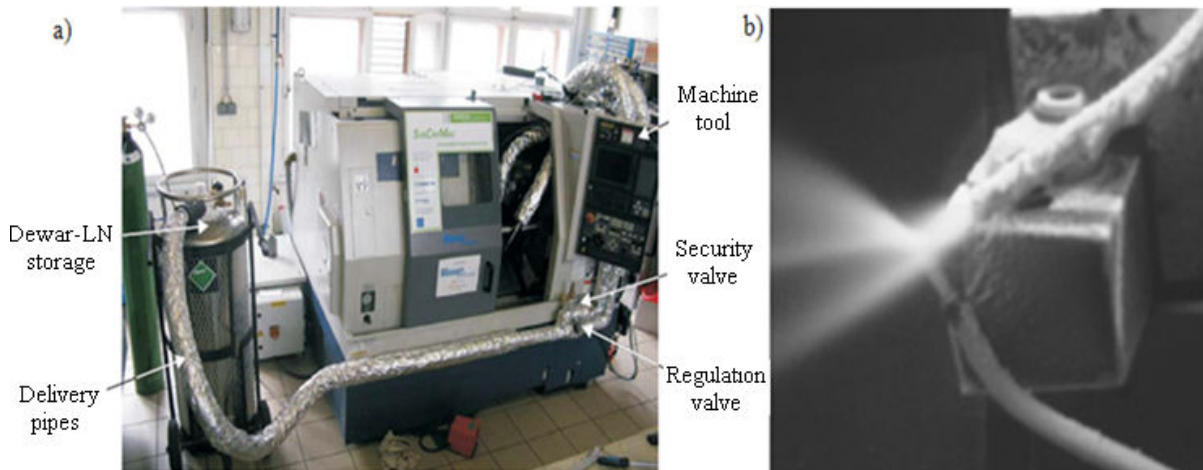 a)
b)
Machine
tool
Dewar-LN
storage
Security
valve
Delivery
pipes
Regulation
valve